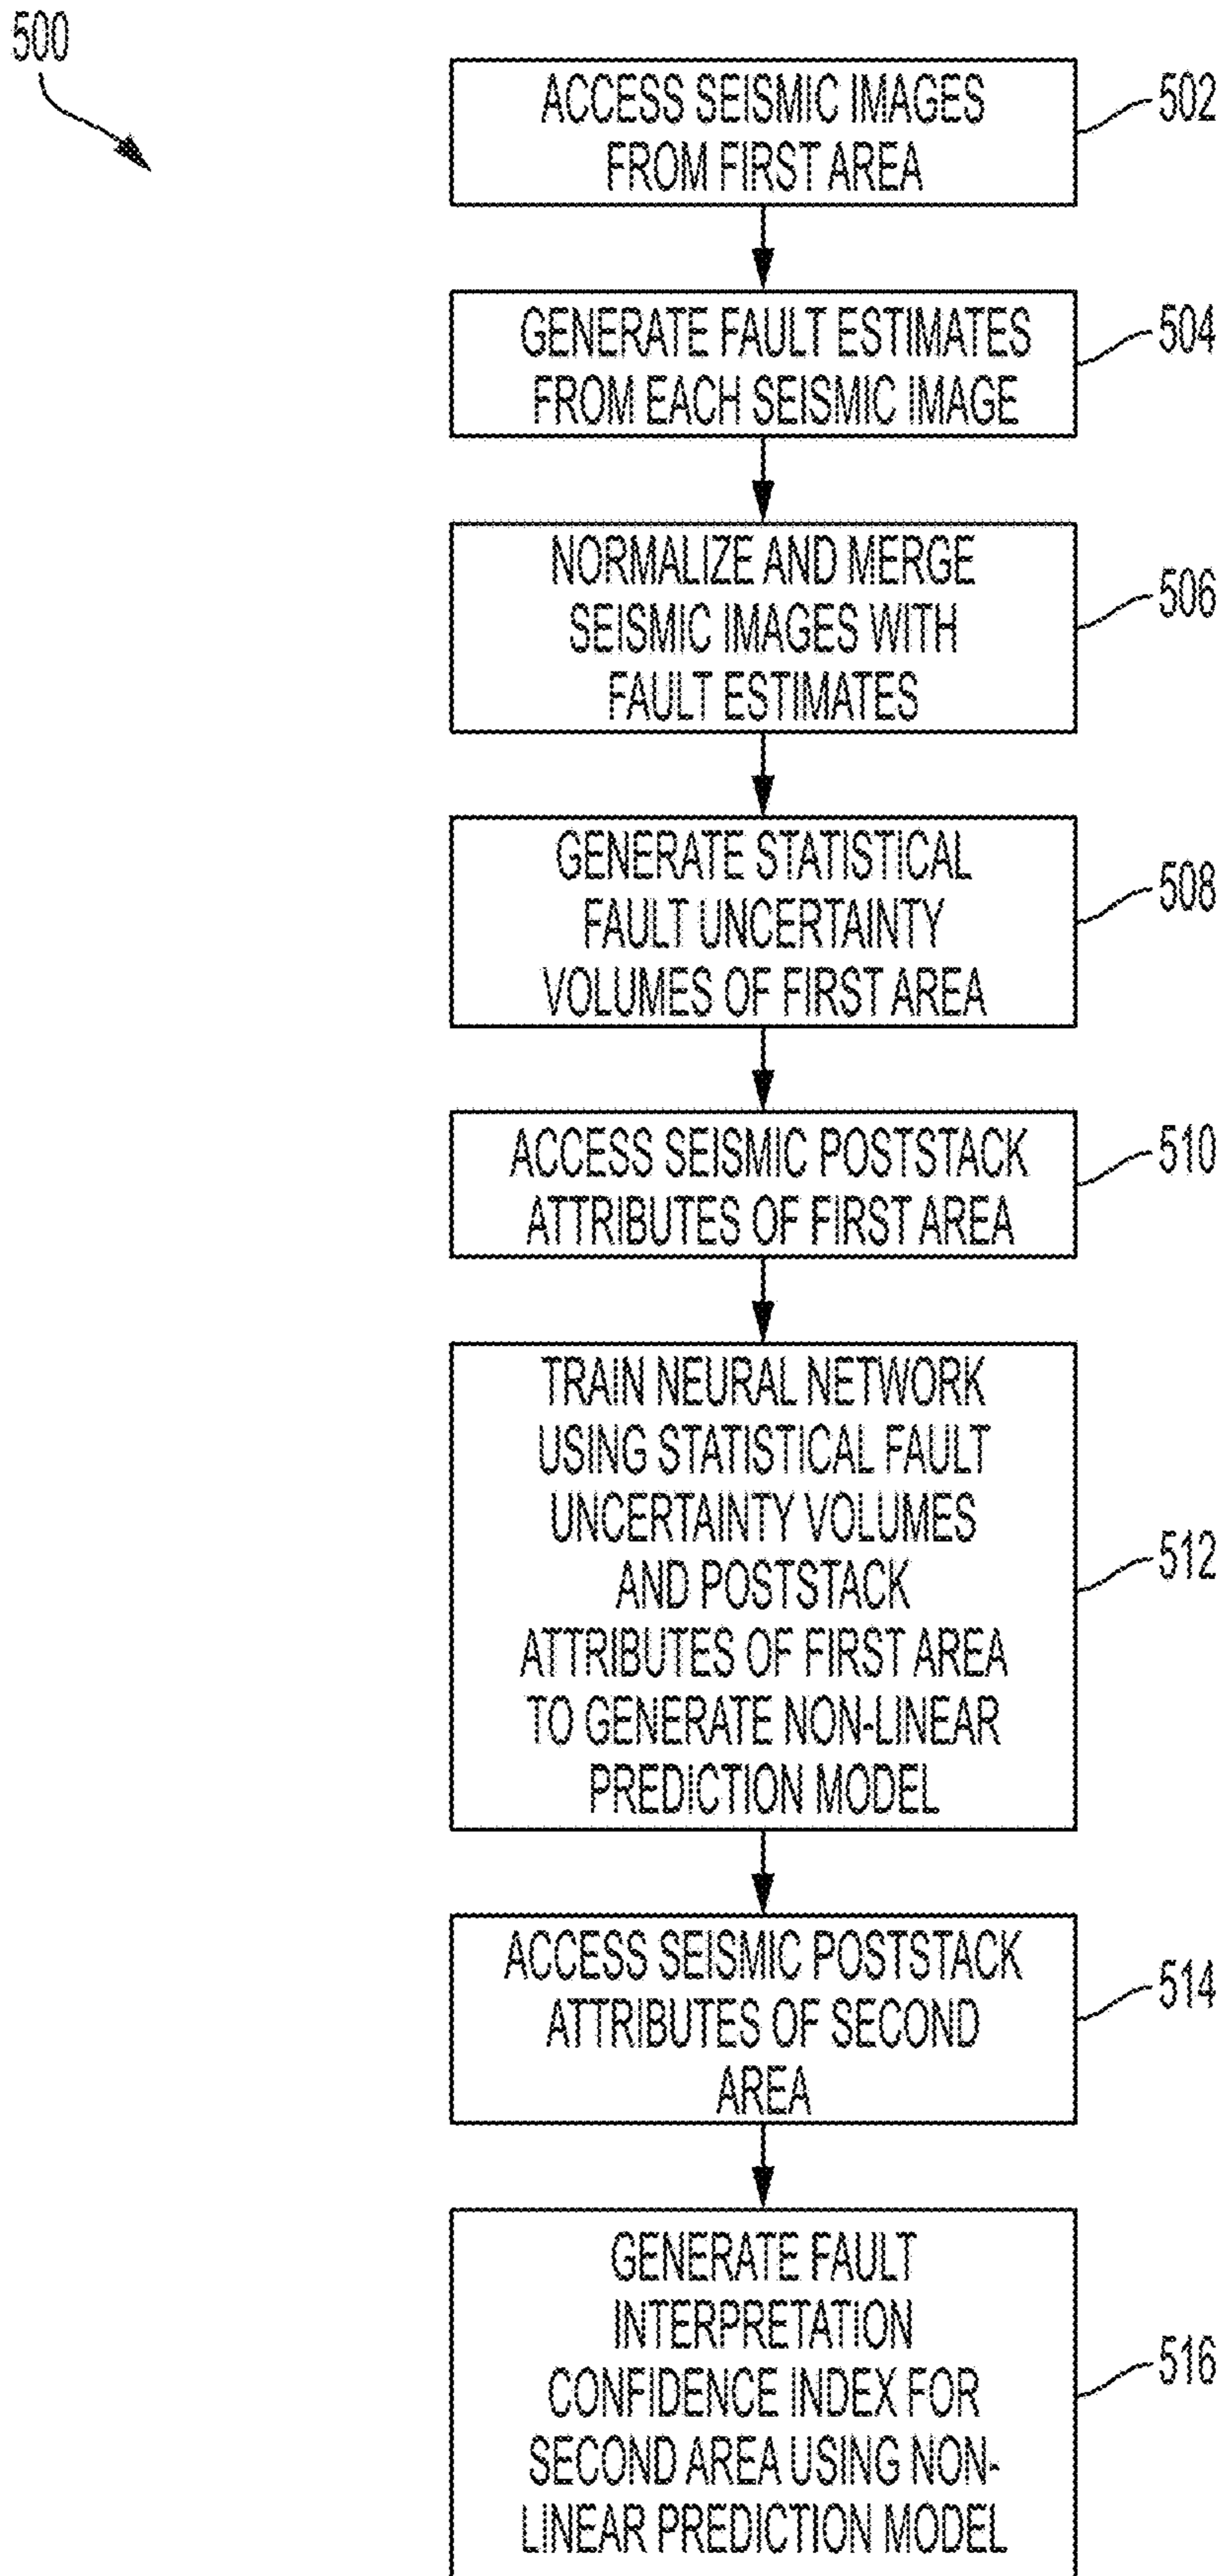 500
ACCESS SEISMIC IMAGES
FROM FIRST AREA
502
GENERATE FAULT ESTIMATES
FROM EACH SEISMIC IMAGE
504
NORMALIZE AND MERGE
SEISMIC IMAGES WITH
FAULT ESTIMATES
506
GENERATE STATISTICAL
FAULT UNCERTAINTY
VOLUMES OF FIRST AREA
508
ACCESS SEISMIC POSTSTACK
ATTRIBUTES OF FIRST AREA
510
TRAIN NEURAL NETWORK
USING STATISTICAL FAULT
UNCERTAINTY VOLUMES
AND POSTSTACK
ATTRIBUTES OF FIRST AREA
TO GENERATE NON-LINEAR
PREDICTION MODEL
512
ACCESS SEISMIC POSTSTACK
ATTRIBUTES OF SECOND
AREA
514
GENERATE FAULT
INTERPRETATION
CONFIDENCE INDEX FOR
SECOND AREA USING NON-
LINEAR PREDICTION MODEL
516